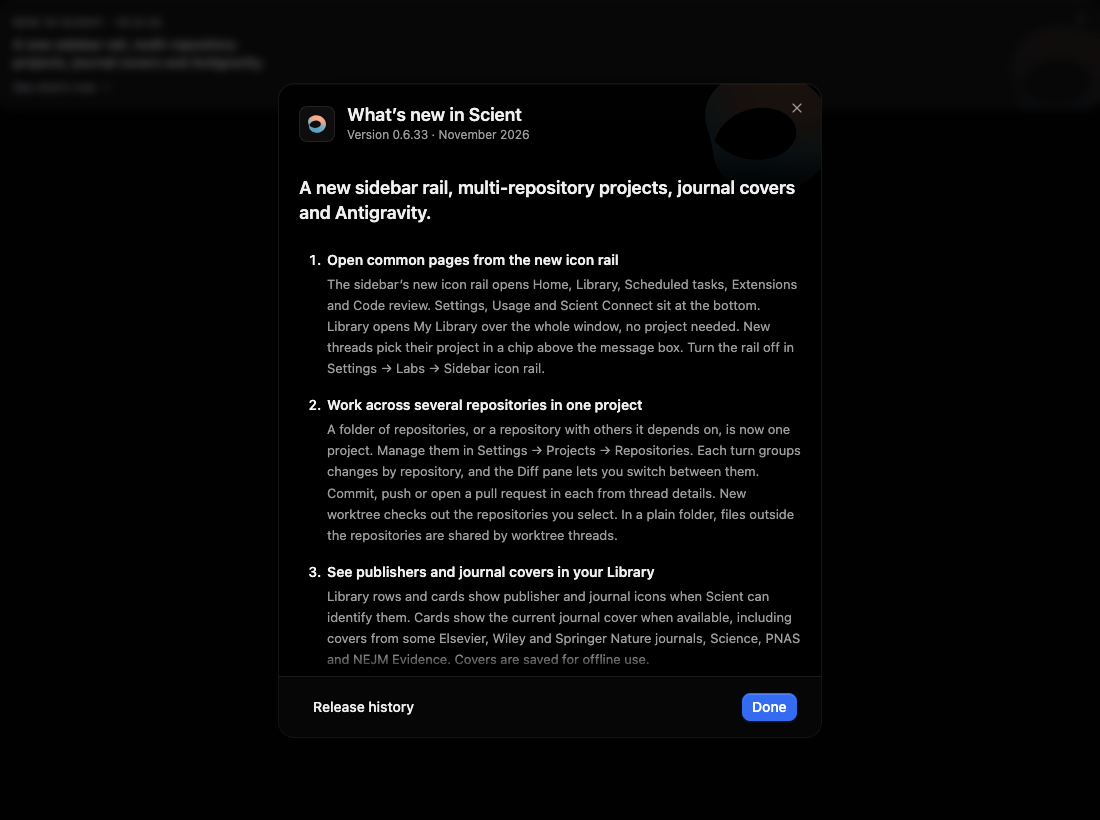 What's new in Scient
Version 0.6.33 · November 2026
A new sidebar rail, multi-repository projects, journal covers
and Antigravity.
1. Open common pages from the new icon rail
The sidebar's new icon rail opens Home, Library, Scheduled tasks, Extensions
and Code review. Settings, Usage and Scient Connect sit at the bottom.
Library opens My Library over the whole window, no project needed. New
threads pick their project in a chip above the message box. Turn the rail off in
Settings → Labs → Sidebar icon rail.
2. Work across several repositories in one project
A folder of repositories, or a repository with others it depends on, is now one
project. Manage them in Settings → Projects → Repositories. Each turn groups
changes by repository, and the Diff pane lets you switch between them.
Commit, push or open a pull request in each from thread details. New
worktree checks out the repositories you select. In a plain folder, files outside
the repositories are shared by worktree threads.
3. See publishers and journal covers in your Library
Library rows and cards show publisher and journal icons when Scient can
identify them. Cards show the current journal cover when available, including
covers from some Elsevier, Wiley and Springer Nature journals, Science, PNAS
and NEJM Evidence. Covers are saved for offline use.
Release history
Done